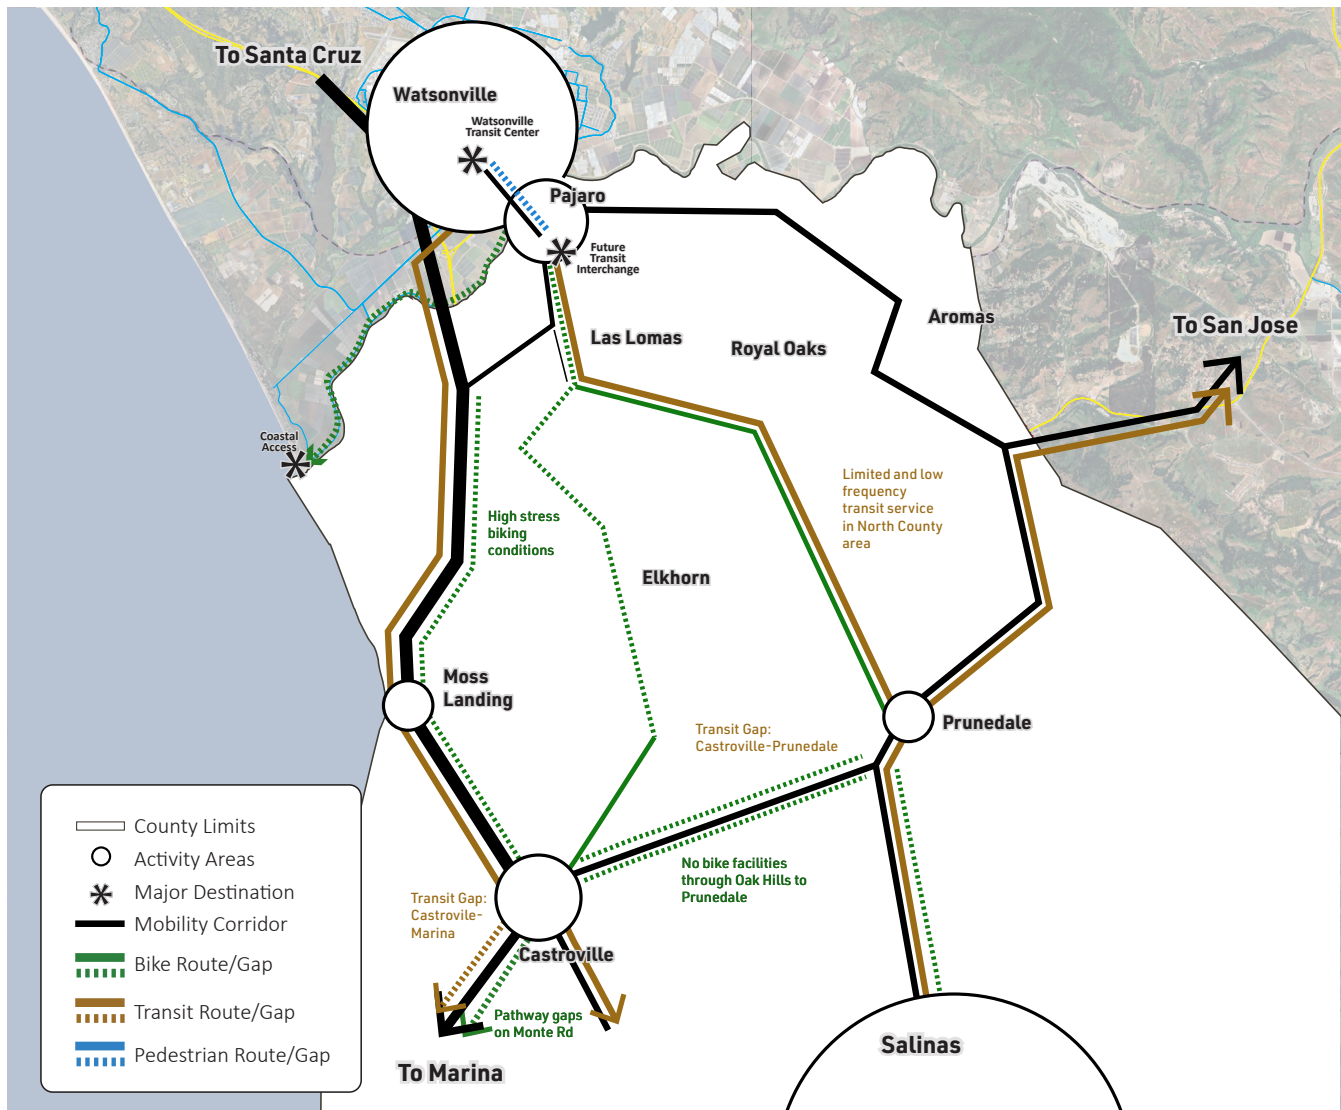 To Santa Cruz
Watsonville
Watsonville
Transit Center
Pajaro
Future
Transit
Interchange
Las Lomas
Royal Oaks
Aromas
To San Jose
Coastal
Access
Limited and low
frequency
transit service
in North County
area
High stress
biking
conditions
Elkhorn
Moss
Landing
Prunedale
Transit Gap:
Castroville-Prunedale
No bike facilities
through Oak Hills to
Prunedale
Transit Gap:
Castrovile-
Marina
Castroville
Pathway gaps
on Monte Rd
To Marina
Salinas
County Limits
Activity Areas
Major Destination
Mobility Corridor
Bike Route/Gap
Transit Route/Gap
Pedestrian Route/Gap